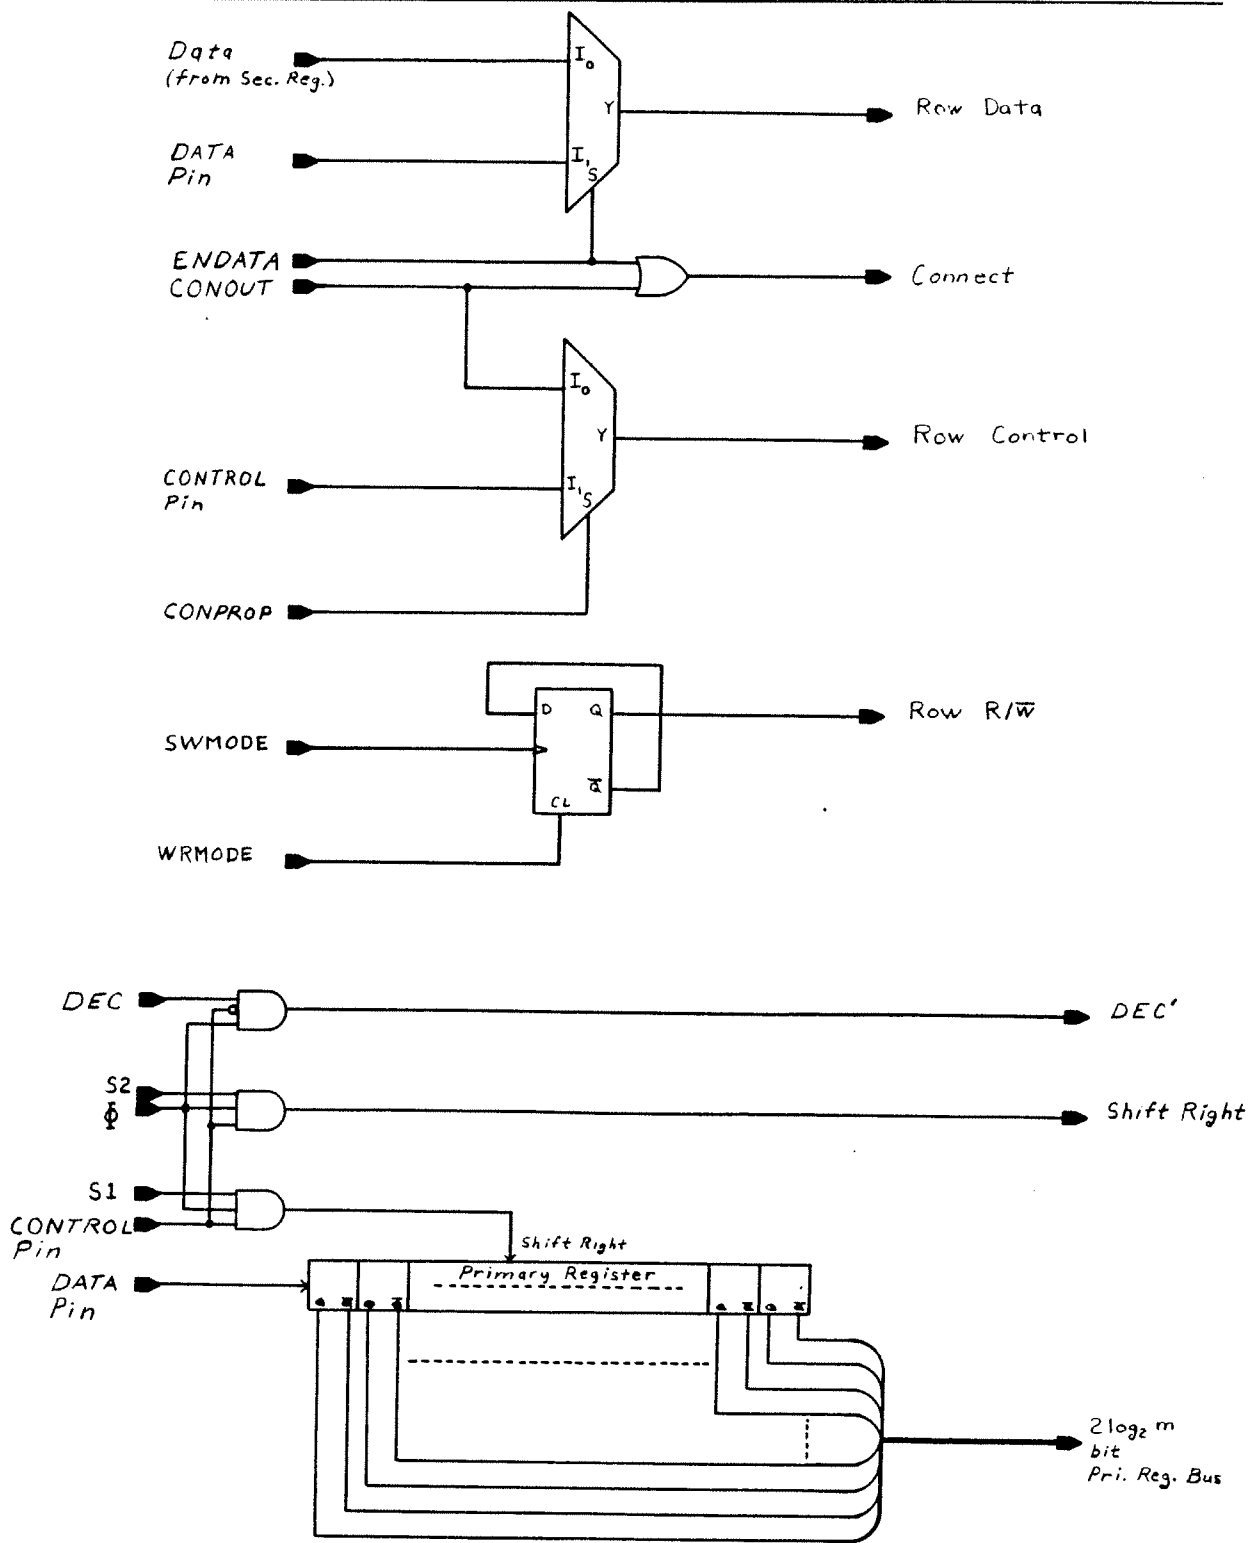 Data
(from Sec. Reg.)
I₀
Y
Row Data
DATA
Pin
I₁
S
ENDATA
CONOUT
Connect
I₀
Y
Row Control
CONTROL
Pin
I₁
S
CONPROP
D
Q
Row R/W̅
SWMODE
Q̅
CL
WRMODE
DEC
DEC'
S2
Φ
Shift Right
S1
CONTROL
Pin
Shift Right
DATA
Pin
Primary Register
Q Q̅ Q Q̅ Q Q̅ Q Q̅
2log₂ m
bit
Pri. Reg. Bus